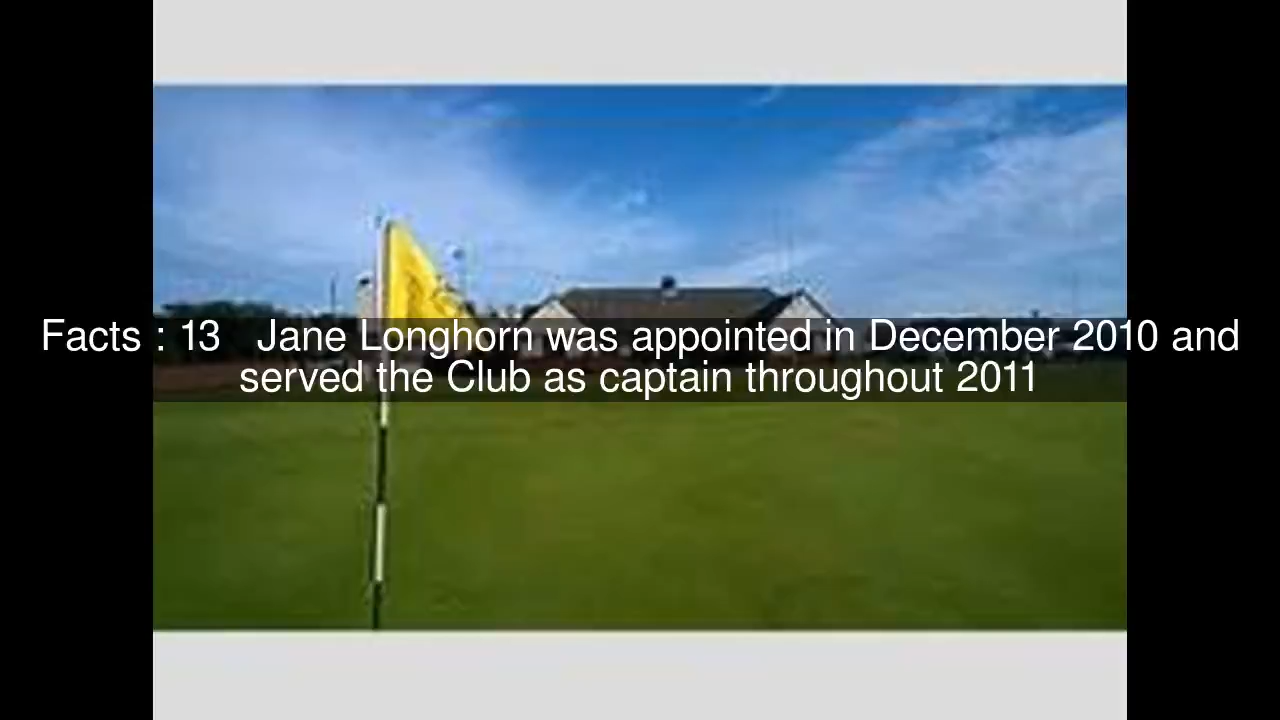 Facts : 13   Jane Longhorn was appointed in December 2010 and
served the Club as captain throughout 2011